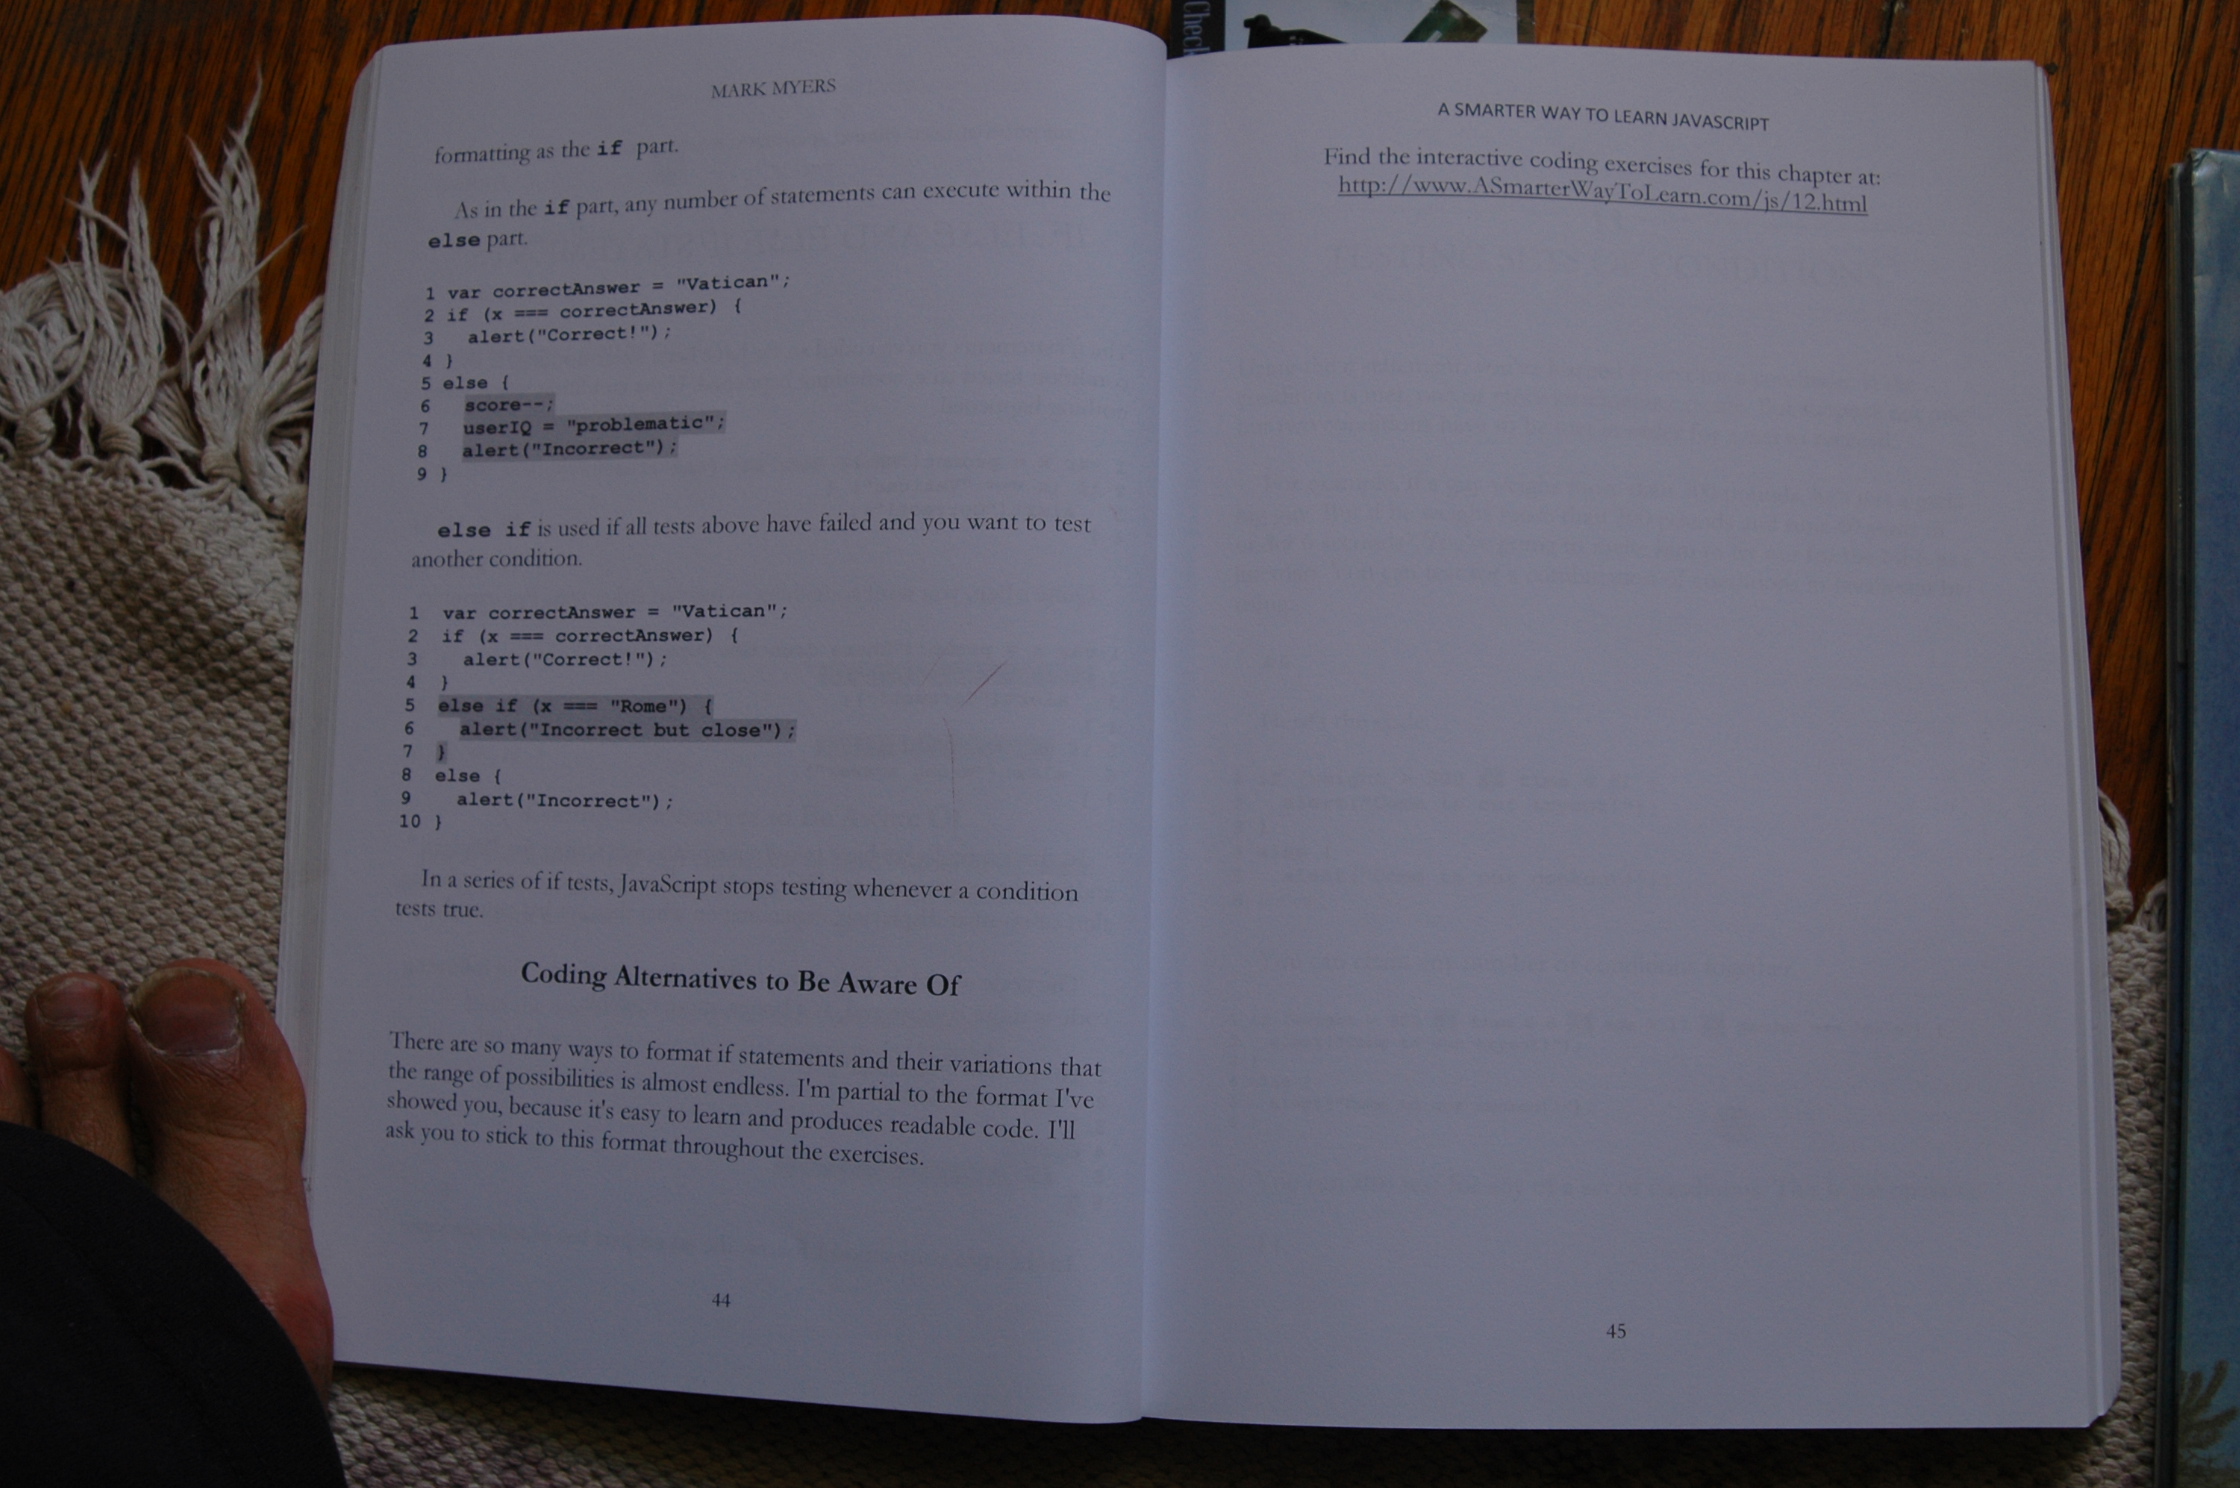 MARK MYERS
formatting as the if part.
As in the if part, any number of statements can execute within the
else part.
1 var correctAnswer = "Vatican";
2 if (x === correctAnswer) {
3   alert("Correct!");
4 }
5 else {
6   score--;
7   userIQ = "problematic";
8   alert("Incorrect");
9 }
else if is used if all tests above have failed and you want to test
another condition.
1  var correctAnswer = "Vatican";
2  if (x === correctAnswer) {
3    alert("Correct!");
4  }
5  else if (x === "Rome") {
6    alert("Incorrect but close");
7  }
8  else {
9    alert("Incorrect");
10 }
In a series of if tests, JavaScript stops testing whenever a condition
tests true.
Coding Alternatives to Be Aware Of
There are so many ways to format if statements and their variations that
the range of possibilities is almost endless. I'm partial to the format I've
showed you, because it's easy to learn and produces readable code. I'll
ask you to stick to this format throughout the exercises.
44
A SMARTER WAY TO LEARN JAVASCRIPT
Find the interactive coding exercises for this chapter at:
http://www.ASmarterWayToLearn.com/js/12.html
45
Check